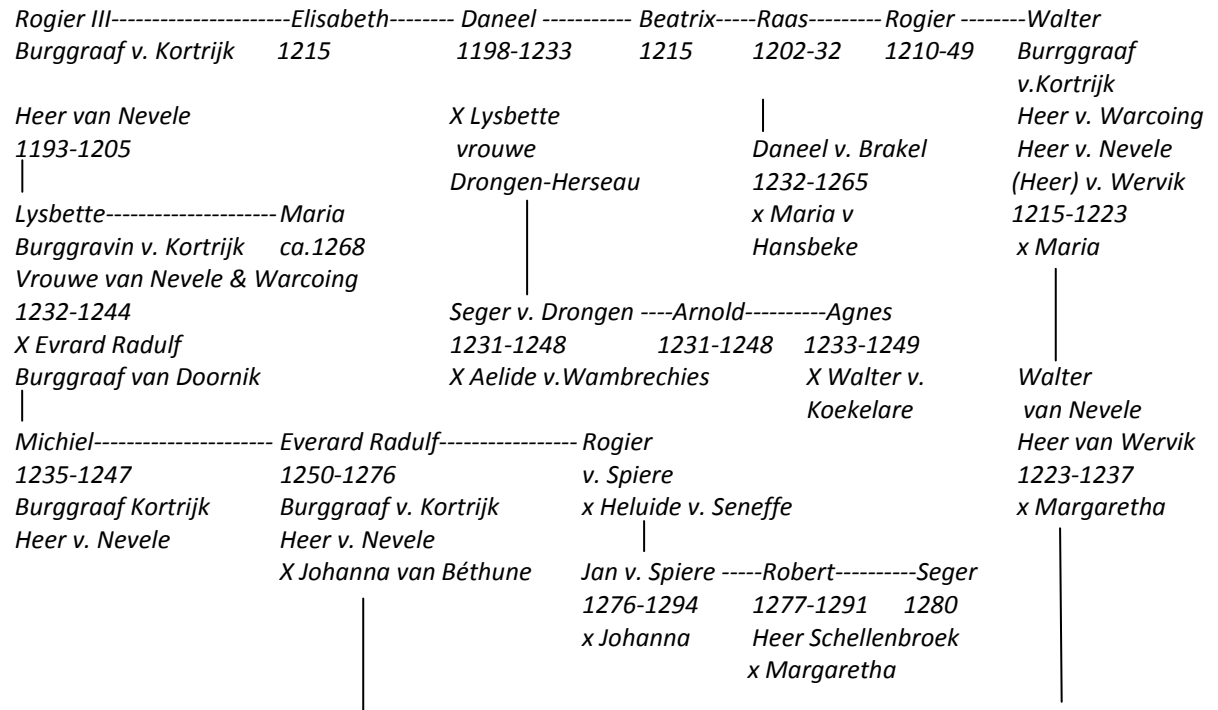 Rogier III----------------------Elisabeth-------- Daneel ----------- Beatrix-----Raas---------Rogier --------Walter
Burggraaf v. Kortrijk 1215 1198-1233 1215 1202-32 1210-49 Burrggraaf
v.Kortrijk
Heer van Nevele X Lysbette Heer v. Warcoing
1193-1205 vrouwe Daneel v. Brakel Heer v. Nevele
Drongen-Herseau 1232-1265 (Heer) v. Wervik
Lysbette--------------------- Maria x Maria v 1215-1223
Burggravin v. Kortrijk ca.1268 Hansbeke x Maria
Vrouwe van Nevele & Warcoing
1232-1244 Seger v. Drongen ----Arnold----------Agnes
X Evrard Radulf 1231-1248 1231-1248 1233-1249
Burggraaf van Doornik X Aelide v.Wambrechies X Walter v. Walter
Koekelare van Nevele
Michiel---------------------- Everard Radulf----------------- Rogier Heer van Wervik
1235-1247 1250-1276 v. Spiere 1223-1237
Burggraaf Kortrijk Burggraaf v. Kortrijk x Heluide v. Seneffe x Margaretha
Heer v. Nevele Heer v. Nevele
X Johanna van Béthune Jan v. Spiere -----Robert----------Seger
1276-1294 1277-1291 1280
x Johanna Heer Schellenbroek
x Margaretha